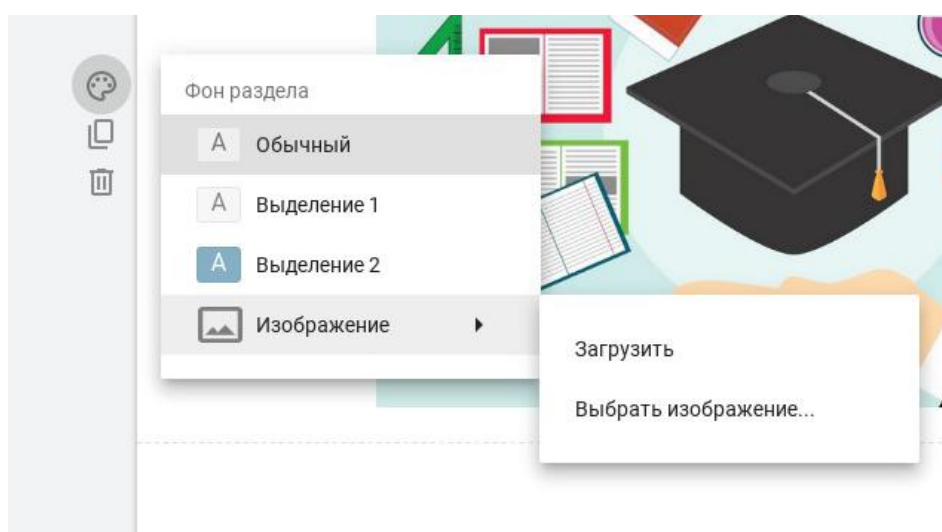 Фон раздела
A Обычный
A Выделение 1
A Выделение 2
Изображение
Загрузить
Выбрать изображение...